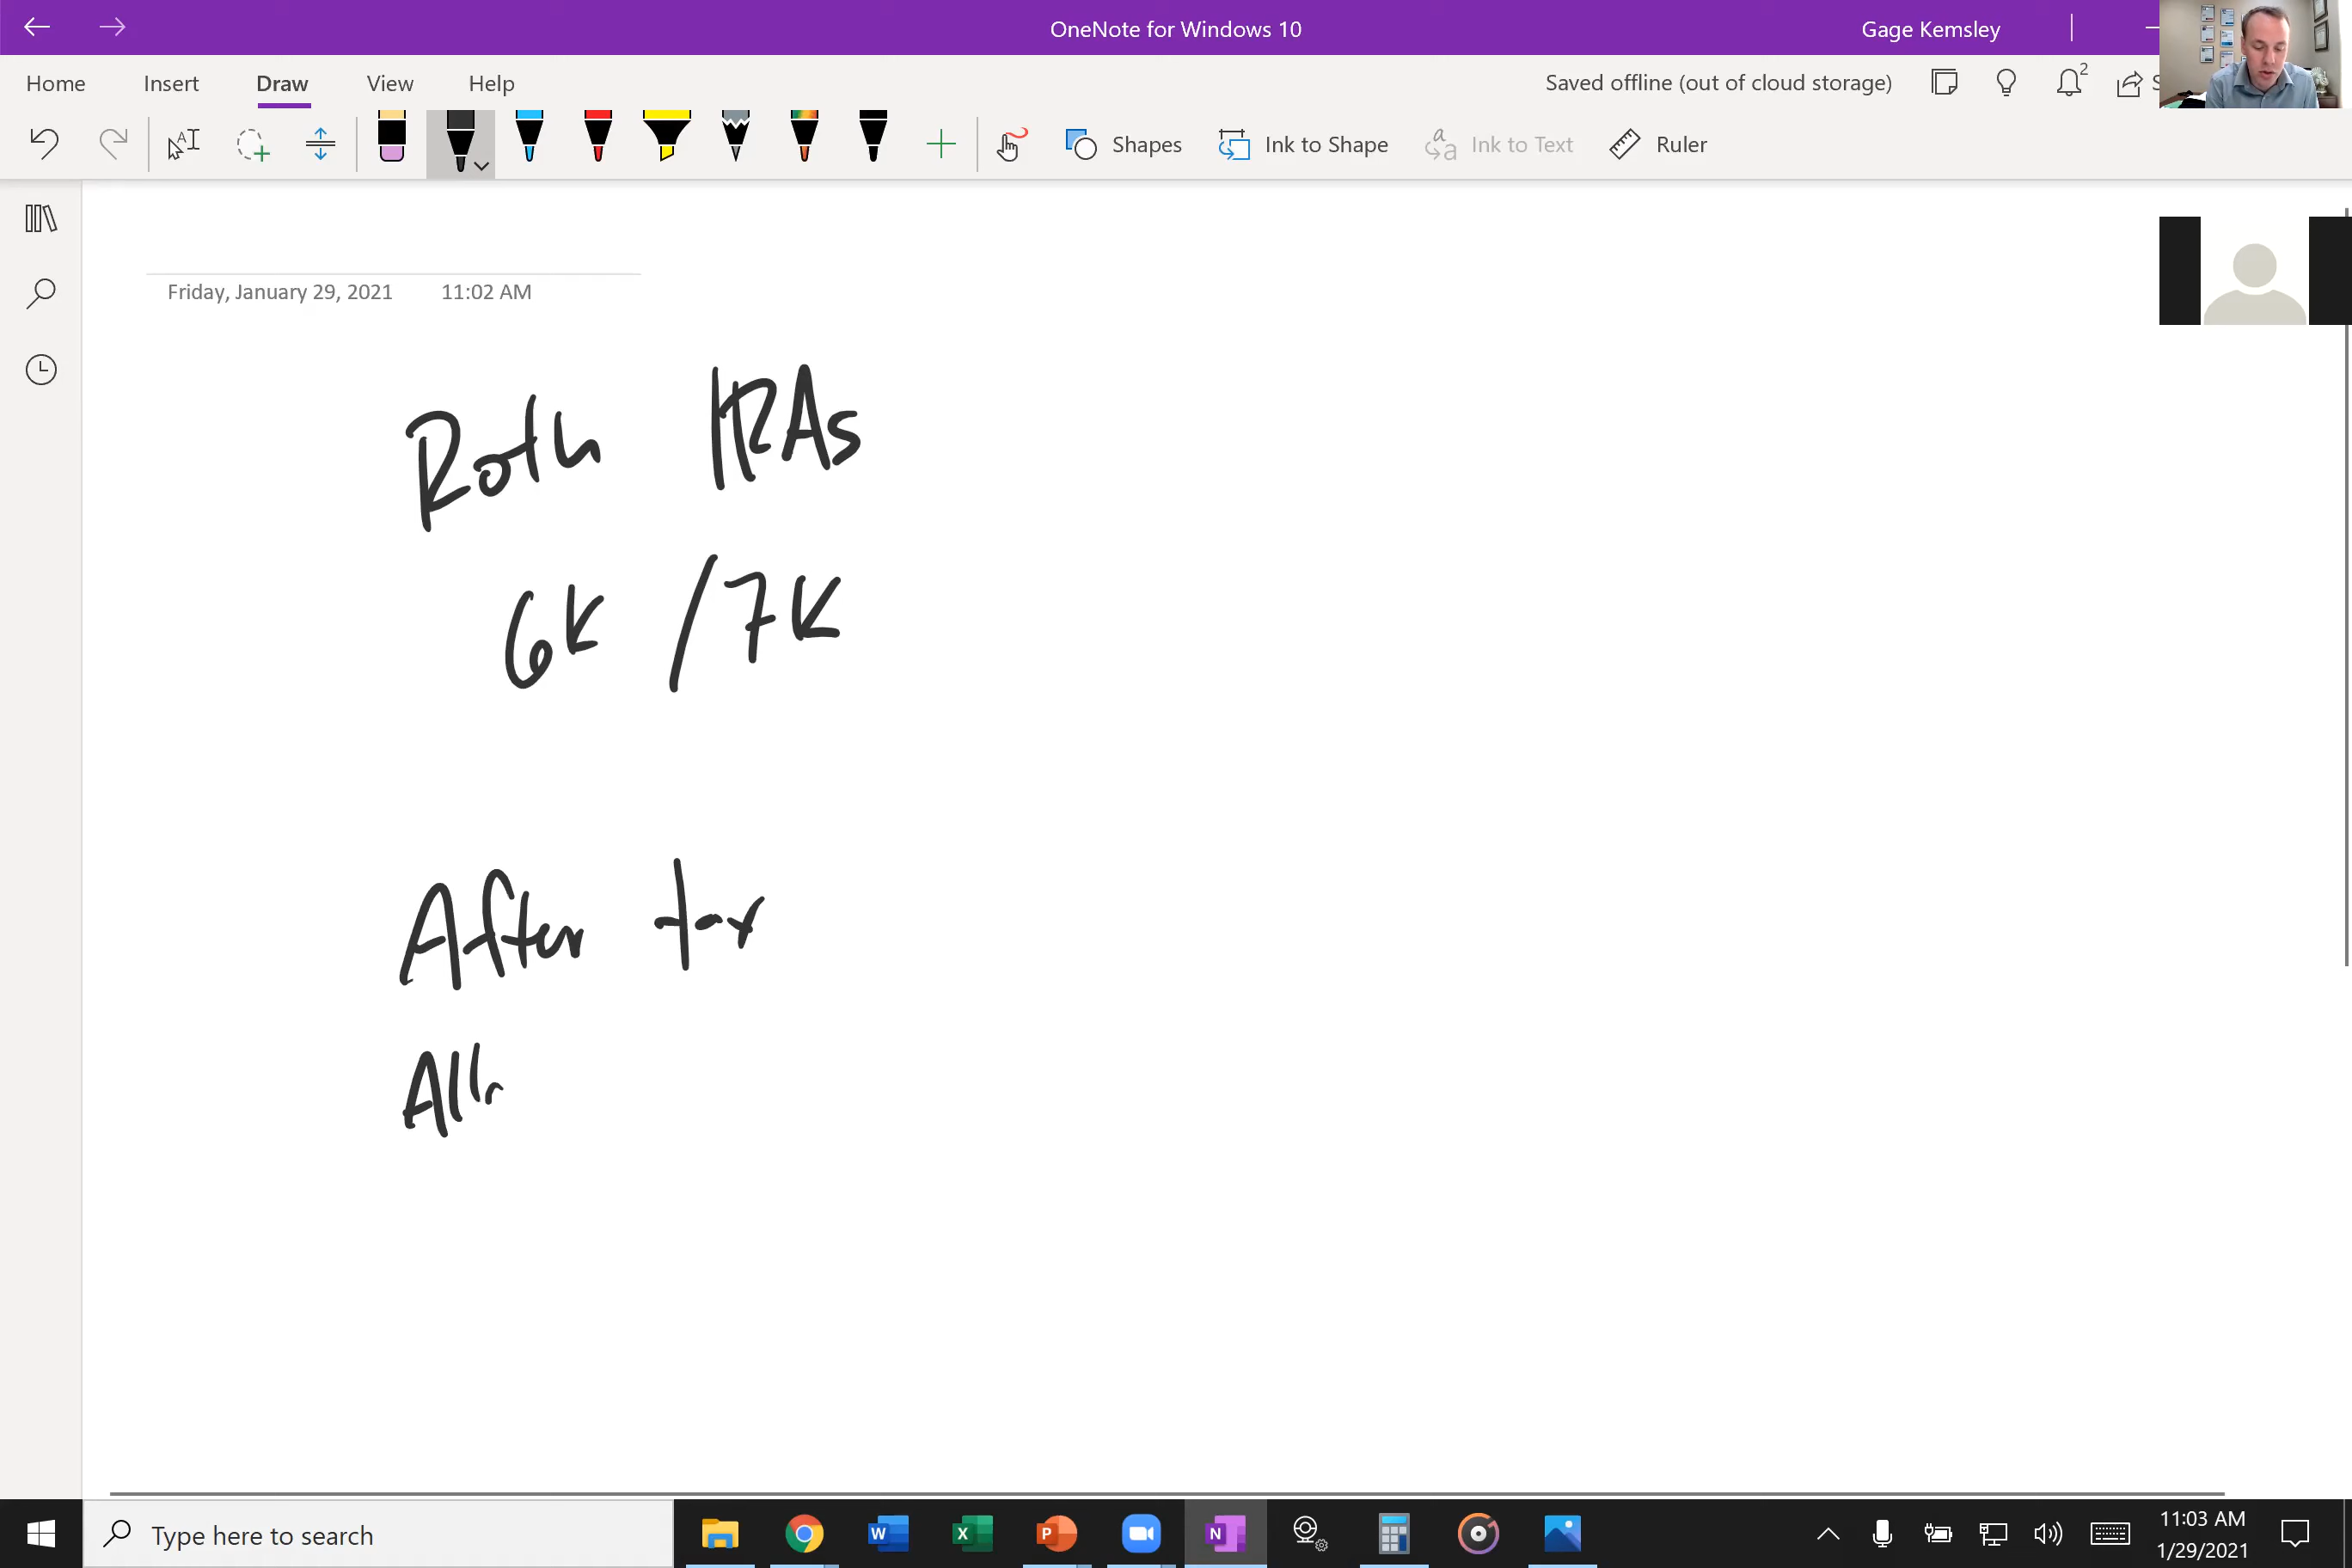 OneNote for Windows 10
Gage Kemsley
Home Insert Draw View Help
Saved offline (out of cloud storage)
2
S
Shapes
Ink to Shape
Ink to Text
Ruler
Friday, January 29, 2021 11:02 AM
Roth IRAs
6K / 7K
After tax
All
Type here to search
11:03 AM
1/29/2021